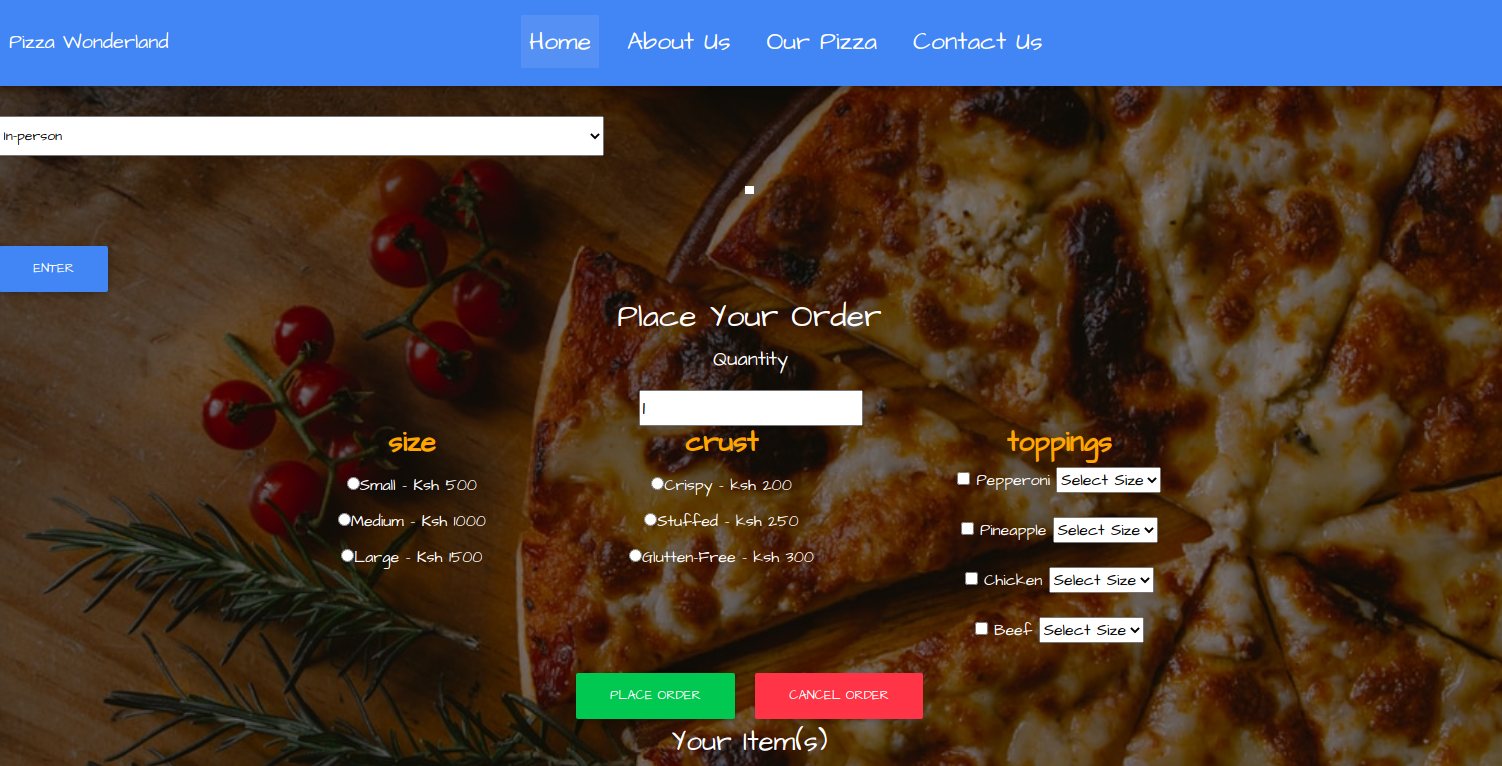 Pizza Wonderland Home About Us Our Pizza Contact Us
In-person
ENTER
Place Your Order
Quantity
1
size crust toppings
Small - Ksh 500 Crispy - ksh 200 Pepperoni Select Size
Medium - Ksh 1000 Stuffed - ksh 250 Pineapple Select Size
Large - Ksh 1500 Glutten-Free - ksh 300 Chicken Select Size
Beef Select Size
PLACE ORDER CANCEL ORDER
Your Item(s)